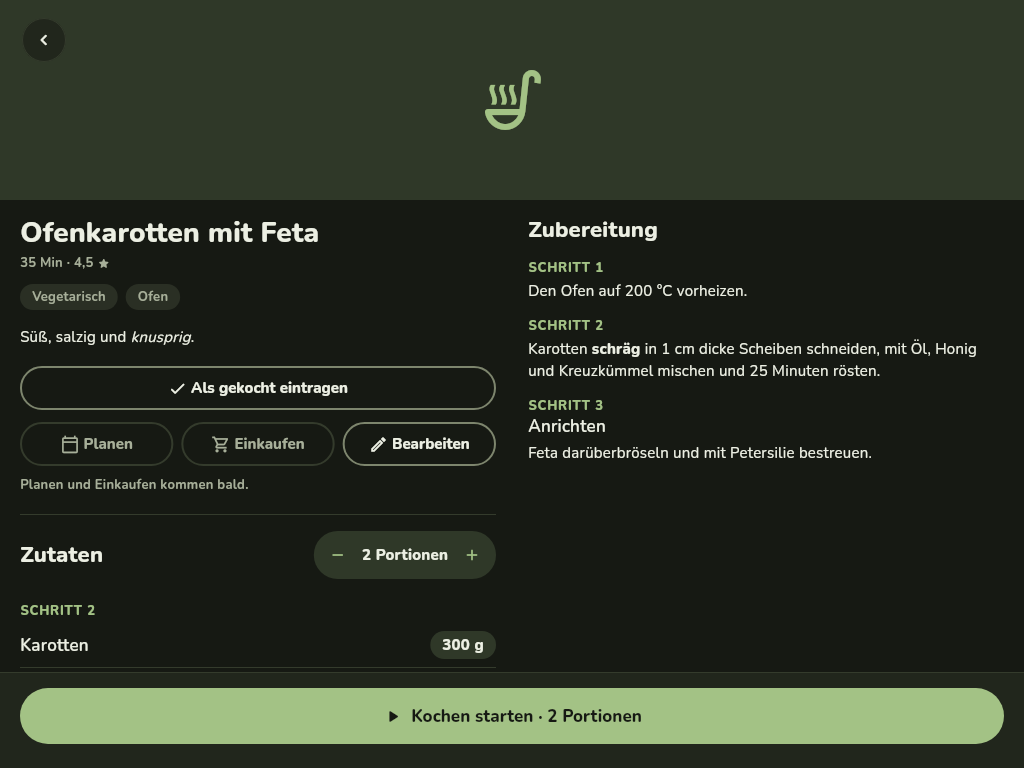 Ofenkarotten mit Feta
35 Min · 4,5 ★
Vegetarisch
Ofen
Süß, salzig und knusprig.
Als gekocht eintragen
Planen
Einkaufen
Bearbeiten
Planen und Einkaufen kommen bald.
Zutaten
− 2 Portionen +
SCHRITT 2
Karotten
300 g
Zubereitung
SCHRITT 1
Den Ofen auf 200 °C vorheizen.
SCHRITT 2
Karotten schräg in 1 cm dicke Scheiben schneiden, mit Öl, Honig
und Kreuzkümmel mischen und 25 Minuten rösten.
SCHRITT 3
Anrichten
Feta darüberbröseln und mit Petersilie bestreuen.
Kochen starten · 2 Portionen